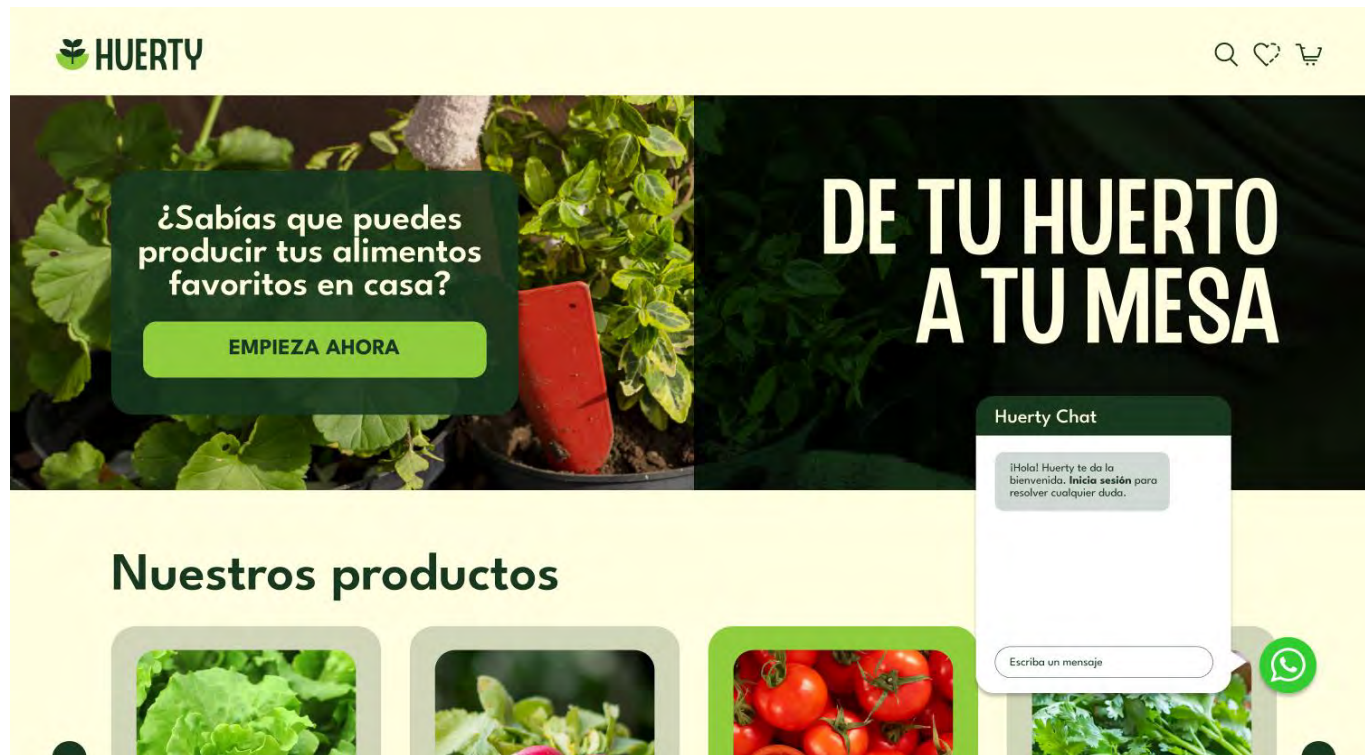 HUERTY
¿Sabías que puedes
producir tus alimentos
favoritos en casa?
EMPIEZA AHORA
DE TU HUERTO
A TU MESA
Huerty Chat
¡Hola! Huerty te da la
bienvenida. Inicia sesión para
resolver cualquier duda.
Escriba un mensaje
Nuestros productos